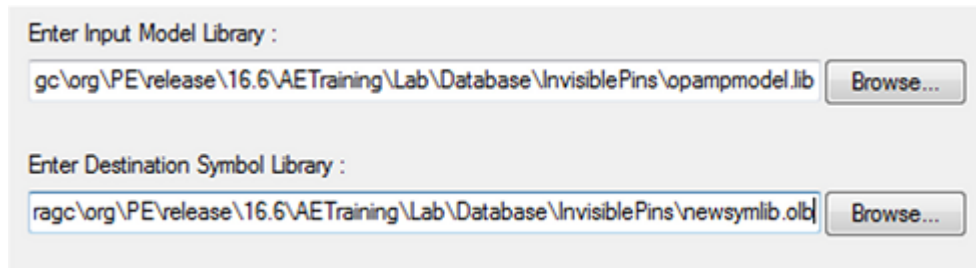 Enter Input Model Library :
gc\org\PE\release\16.6\AETraining\Lab\Database\InvisiblePins\opampmodel.lib Browse...
Enter Destination Symbol Library :
ragc\org\PE\release\16.6\AETraining\Lab\Database\InvisiblePins\newsymlib.olb Browse...